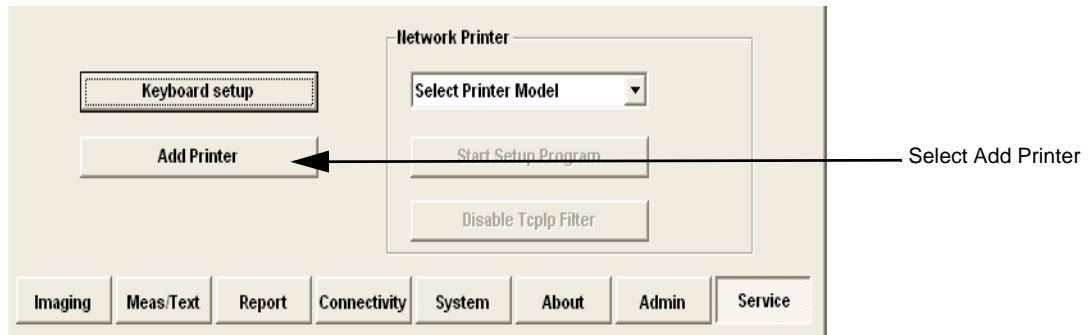 Network Printer
Keyboard setup
Select Printer Model
Add Printer
Start Setup Program
Select Add Printer
Disable TcpIp Filter
Imaging
Meas/Text
Report
Connectivity
System
About
Admin
Service